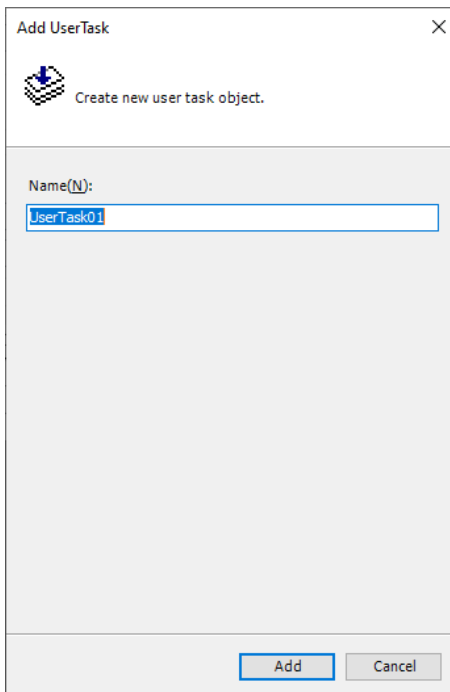 Add UserTask
Create new user task object.
Name(N):
UserTask01
Add
Cancel